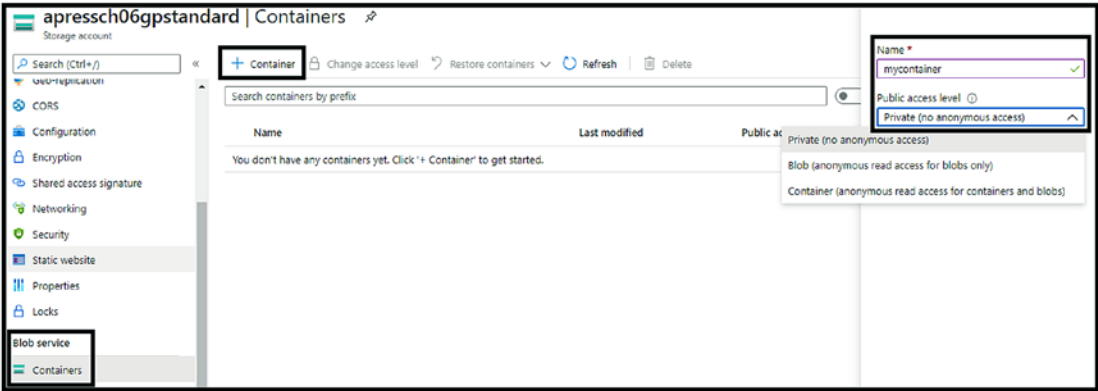 apressch06gpstandard | Containers
Storage account
Search (Ctrl+/)
«
Geo-replication
CORS
Configuration
Encryption
Shared access signature
Networking
Security
Static website
Properties
Locks
Blob service
Containers
+ Container
Change access level
Restore containers
Refresh
Delete
Search containers by prefix
Name
Last modified
Public ac
You don't have any containers yet. Click '+ Container' to get started.
Name *
mycontainer
Public access level
Private (no anonymous access)
Private (no anonymous access)
Blob (anonymous read access for blobs only)
Container (anonymous read access for containers and blobs)